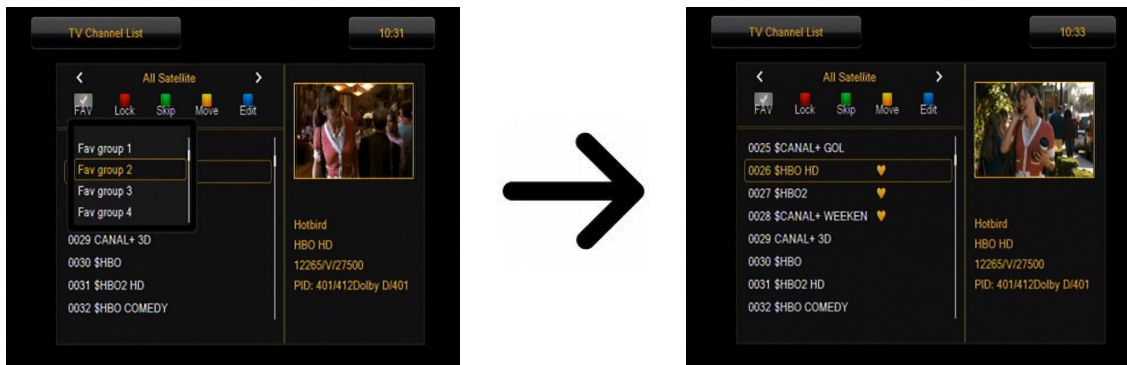 TV Channel List
10:31
All Satellite
FAV Lock Skip Move Edit
Fav group 1
Fav group 2
Fav group 3
Fav group 4
0029 CANAL+ 3D
0030 $HBO
0031 $HBO2 HD
0032 $HBO COMEDY
Hotbird
HBO HD
12265/V/27500
PID: 401/412Dolby D/401
TV Channel List
10:33
All Satellite
FAV Lock Skip Move Edit
0025 $CANAL+ GOL
0026 $HBO HD
0027 $HBO2
0028 $CANAL+ WEEKEN
0029 CANAL+ 3D
0030 $HBO
0031 $HBO2 HD
0032 $HBO COMEDY
Hotbird
HBO HD
12265/V/27500
PID: 401/412Dolby D/401